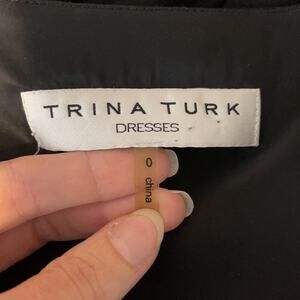 TRINA TURK
DRESSES
0
china